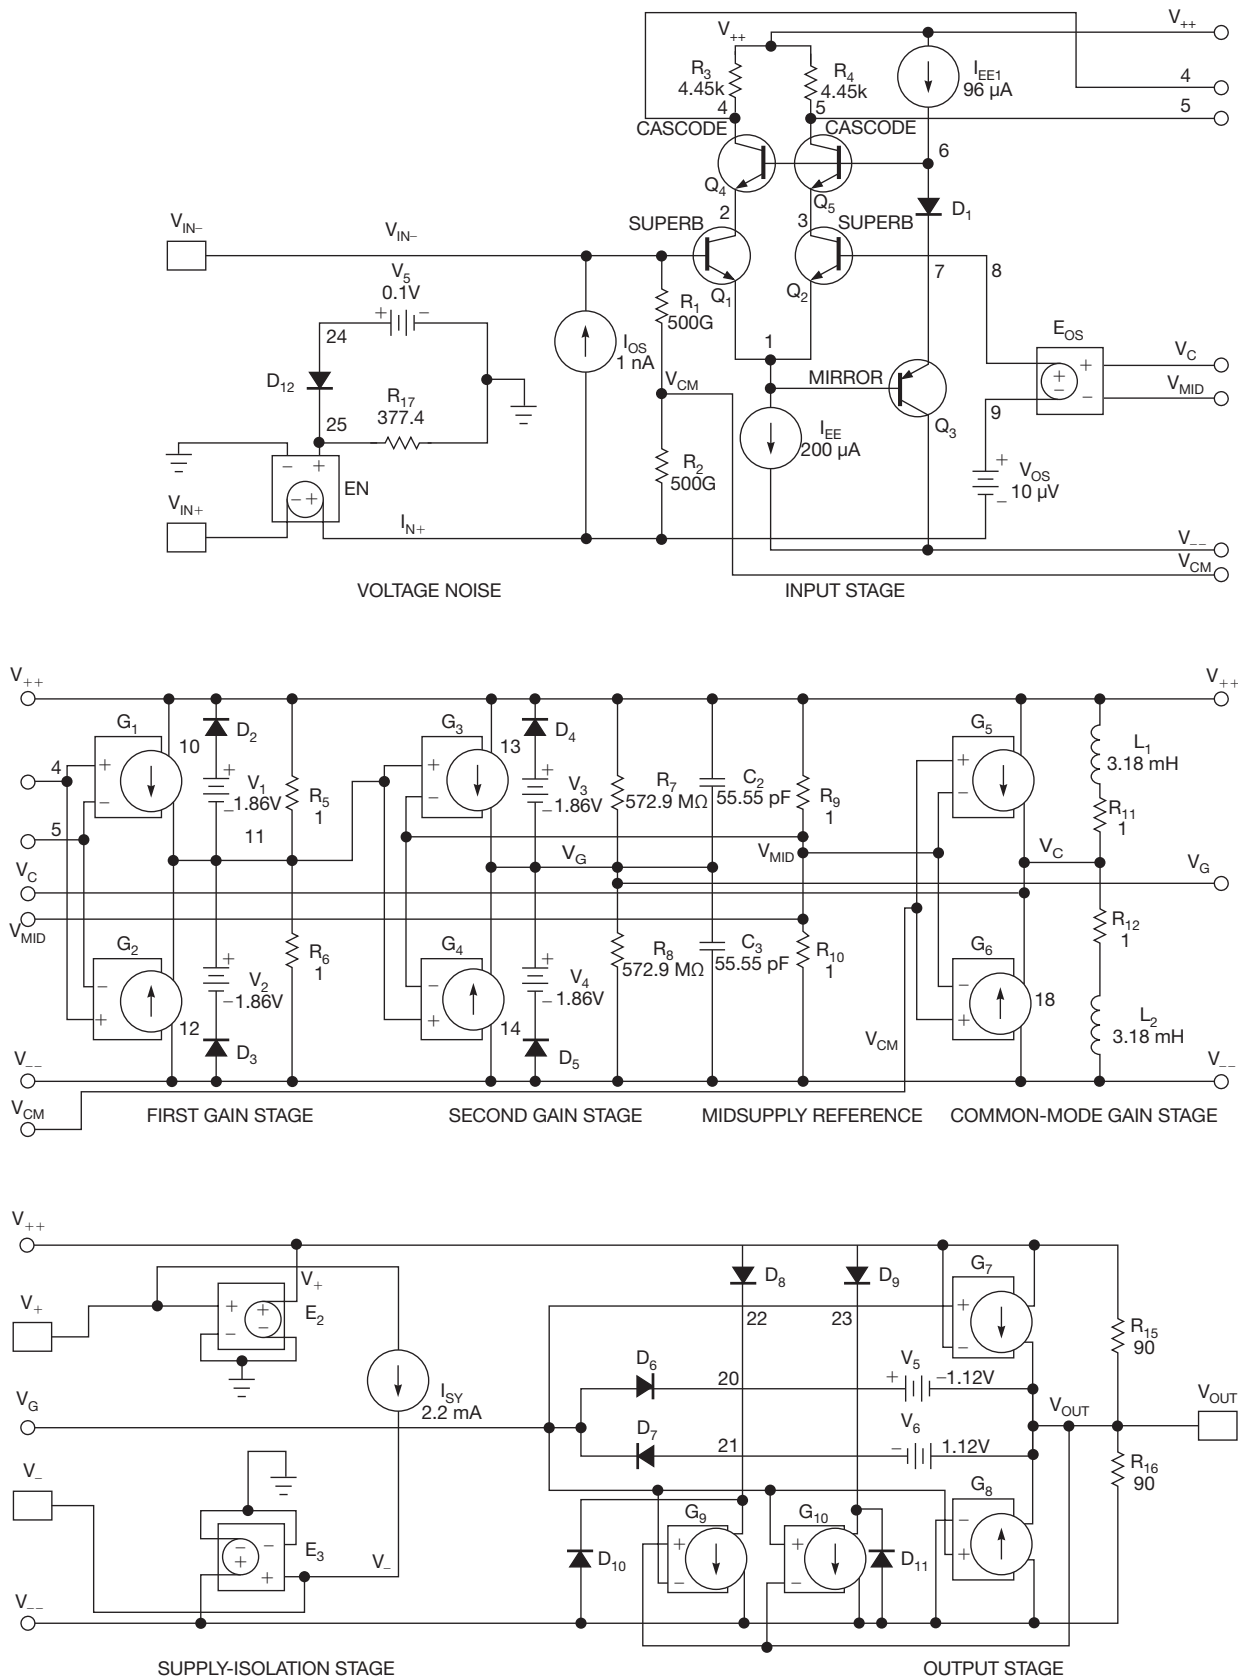 V++
V++
4
5
R3
4.45k
R4
4.45k
IEE1
96 µA
4
5
CASCODE
CASCODE
6
Q4
Q5
D1
2
3
SUPERB
SUPERB
VIN−
VIN−
Q1
Q2
7
8
V5
0.1V
+
−
24
R1
500G
IOS
1 nA
1
EOS
VC
+
VMID
−
+
−
D12
R17
377.4
VCM
MIRROR
Q3
9
25
IEE
200 µA
R2
500G
VOS
10 µV
+
−
−
+
EN
−+
VIN+
IN+
V−−
VCM
VOLTAGE NOISE
INPUT STAGE
V++
V++
G1
10
D2
G3
13
D4
G5
4
+
−
+
−
+
−
+
V1
−1.86V
R5
1
+
V3
−1.86V
R7
572.9 MΩ
C2
55.55 pF
R9
1
L1
3.18 mH
R11
1
5
11
VC
VG
VMID
VC
VG
VMID
G2
R6
1
G4
R8
572.9 MΩ
C3
55.55 pF
R10
1
G6
R12
1
−
+
−
+
−
+
+
V2
−1.86V
+
V4
−1.86V
12
14
18
L2
3.18 mH
D3
D5
VCM
V−−
V−−
VCM
FIRST GAIN STAGE
SECOND GAIN STAGE
MIDSUPPLY REFERENCE
COMMON-MODE GAIN STAGE
V++
V+
V+
+
−
+
−
E2
D8
D9
G7
+
−
22
23
R15
90
ISY
2.2 mA
D6
20
+
V5
−1.12V
VG
VOUT
VOUT
D7
21
−
V6
1.12V
R16
90
V−
G9
G10
G8
−
+
−
+
E3
V−
D10
+
−
+
−
D11
−
+
V−−
SUPPLY-ISOLATION STAGE
OUTPUT STAGE